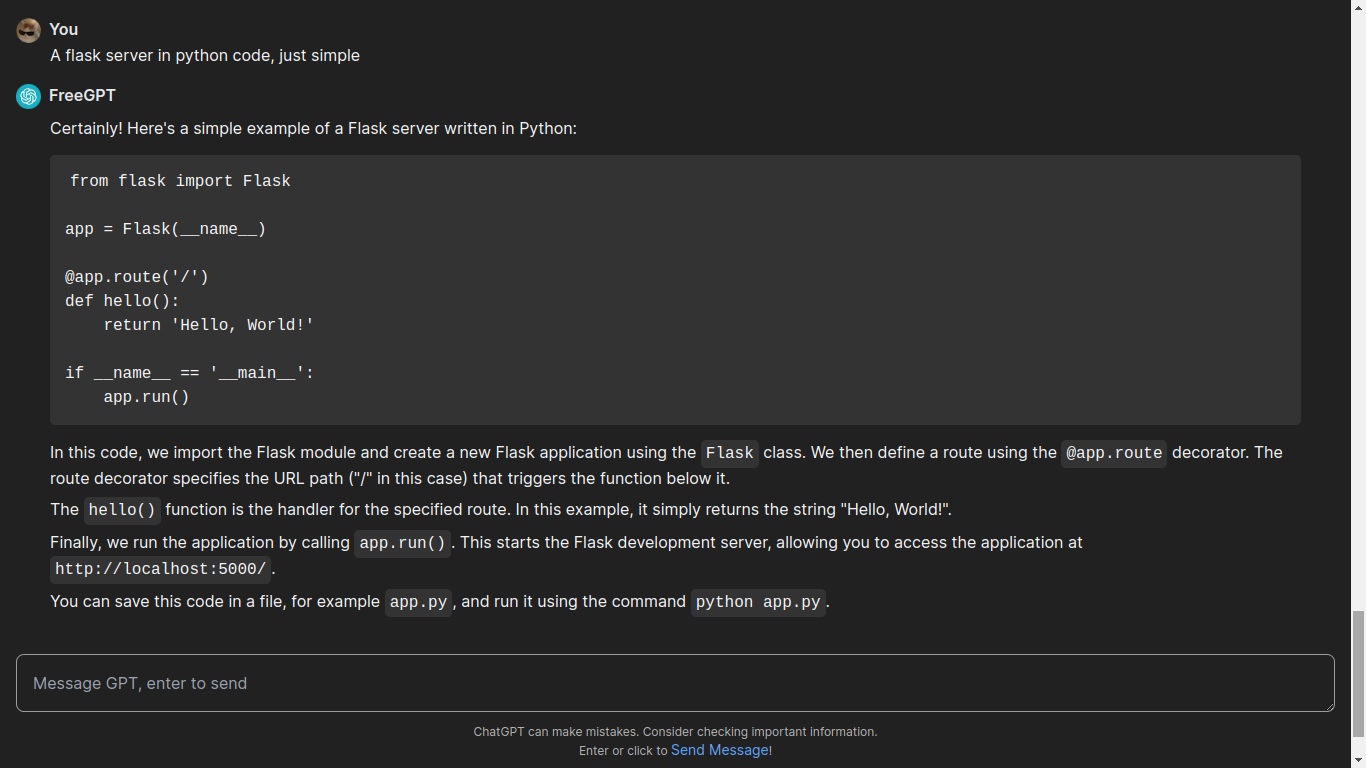 You
A flask server in python code, just simple
FreeGPT
Certainly! Here's a simple example of a Flask server written in Python:
from flask import Flask
app = Flask(__name__)
@app.route('/')
def hello():
    return 'Hello, World!'
if __name__ == '__main__':
    app.run()
In this code, we import the Flask module and create a new Flask application using the Flask class. We then define a route using the @app.route decorator. The
route decorator specifies the URL path ("/" in this case) that triggers the function below it.
The hello() function is the handler for the specified route. In this example, it simply returns the string "Hello, World!".
Finally, we run the application by calling app.run(). This starts the Flask development server, allowing you to access the application at
http://localhost:5000/.
You can save this code in a file, for example app.py, and run it using the command python app.py.
Message GPT, enter to send
ChatGPT can make mistakes. Consider checking important information.
Enter or click to Send Message!